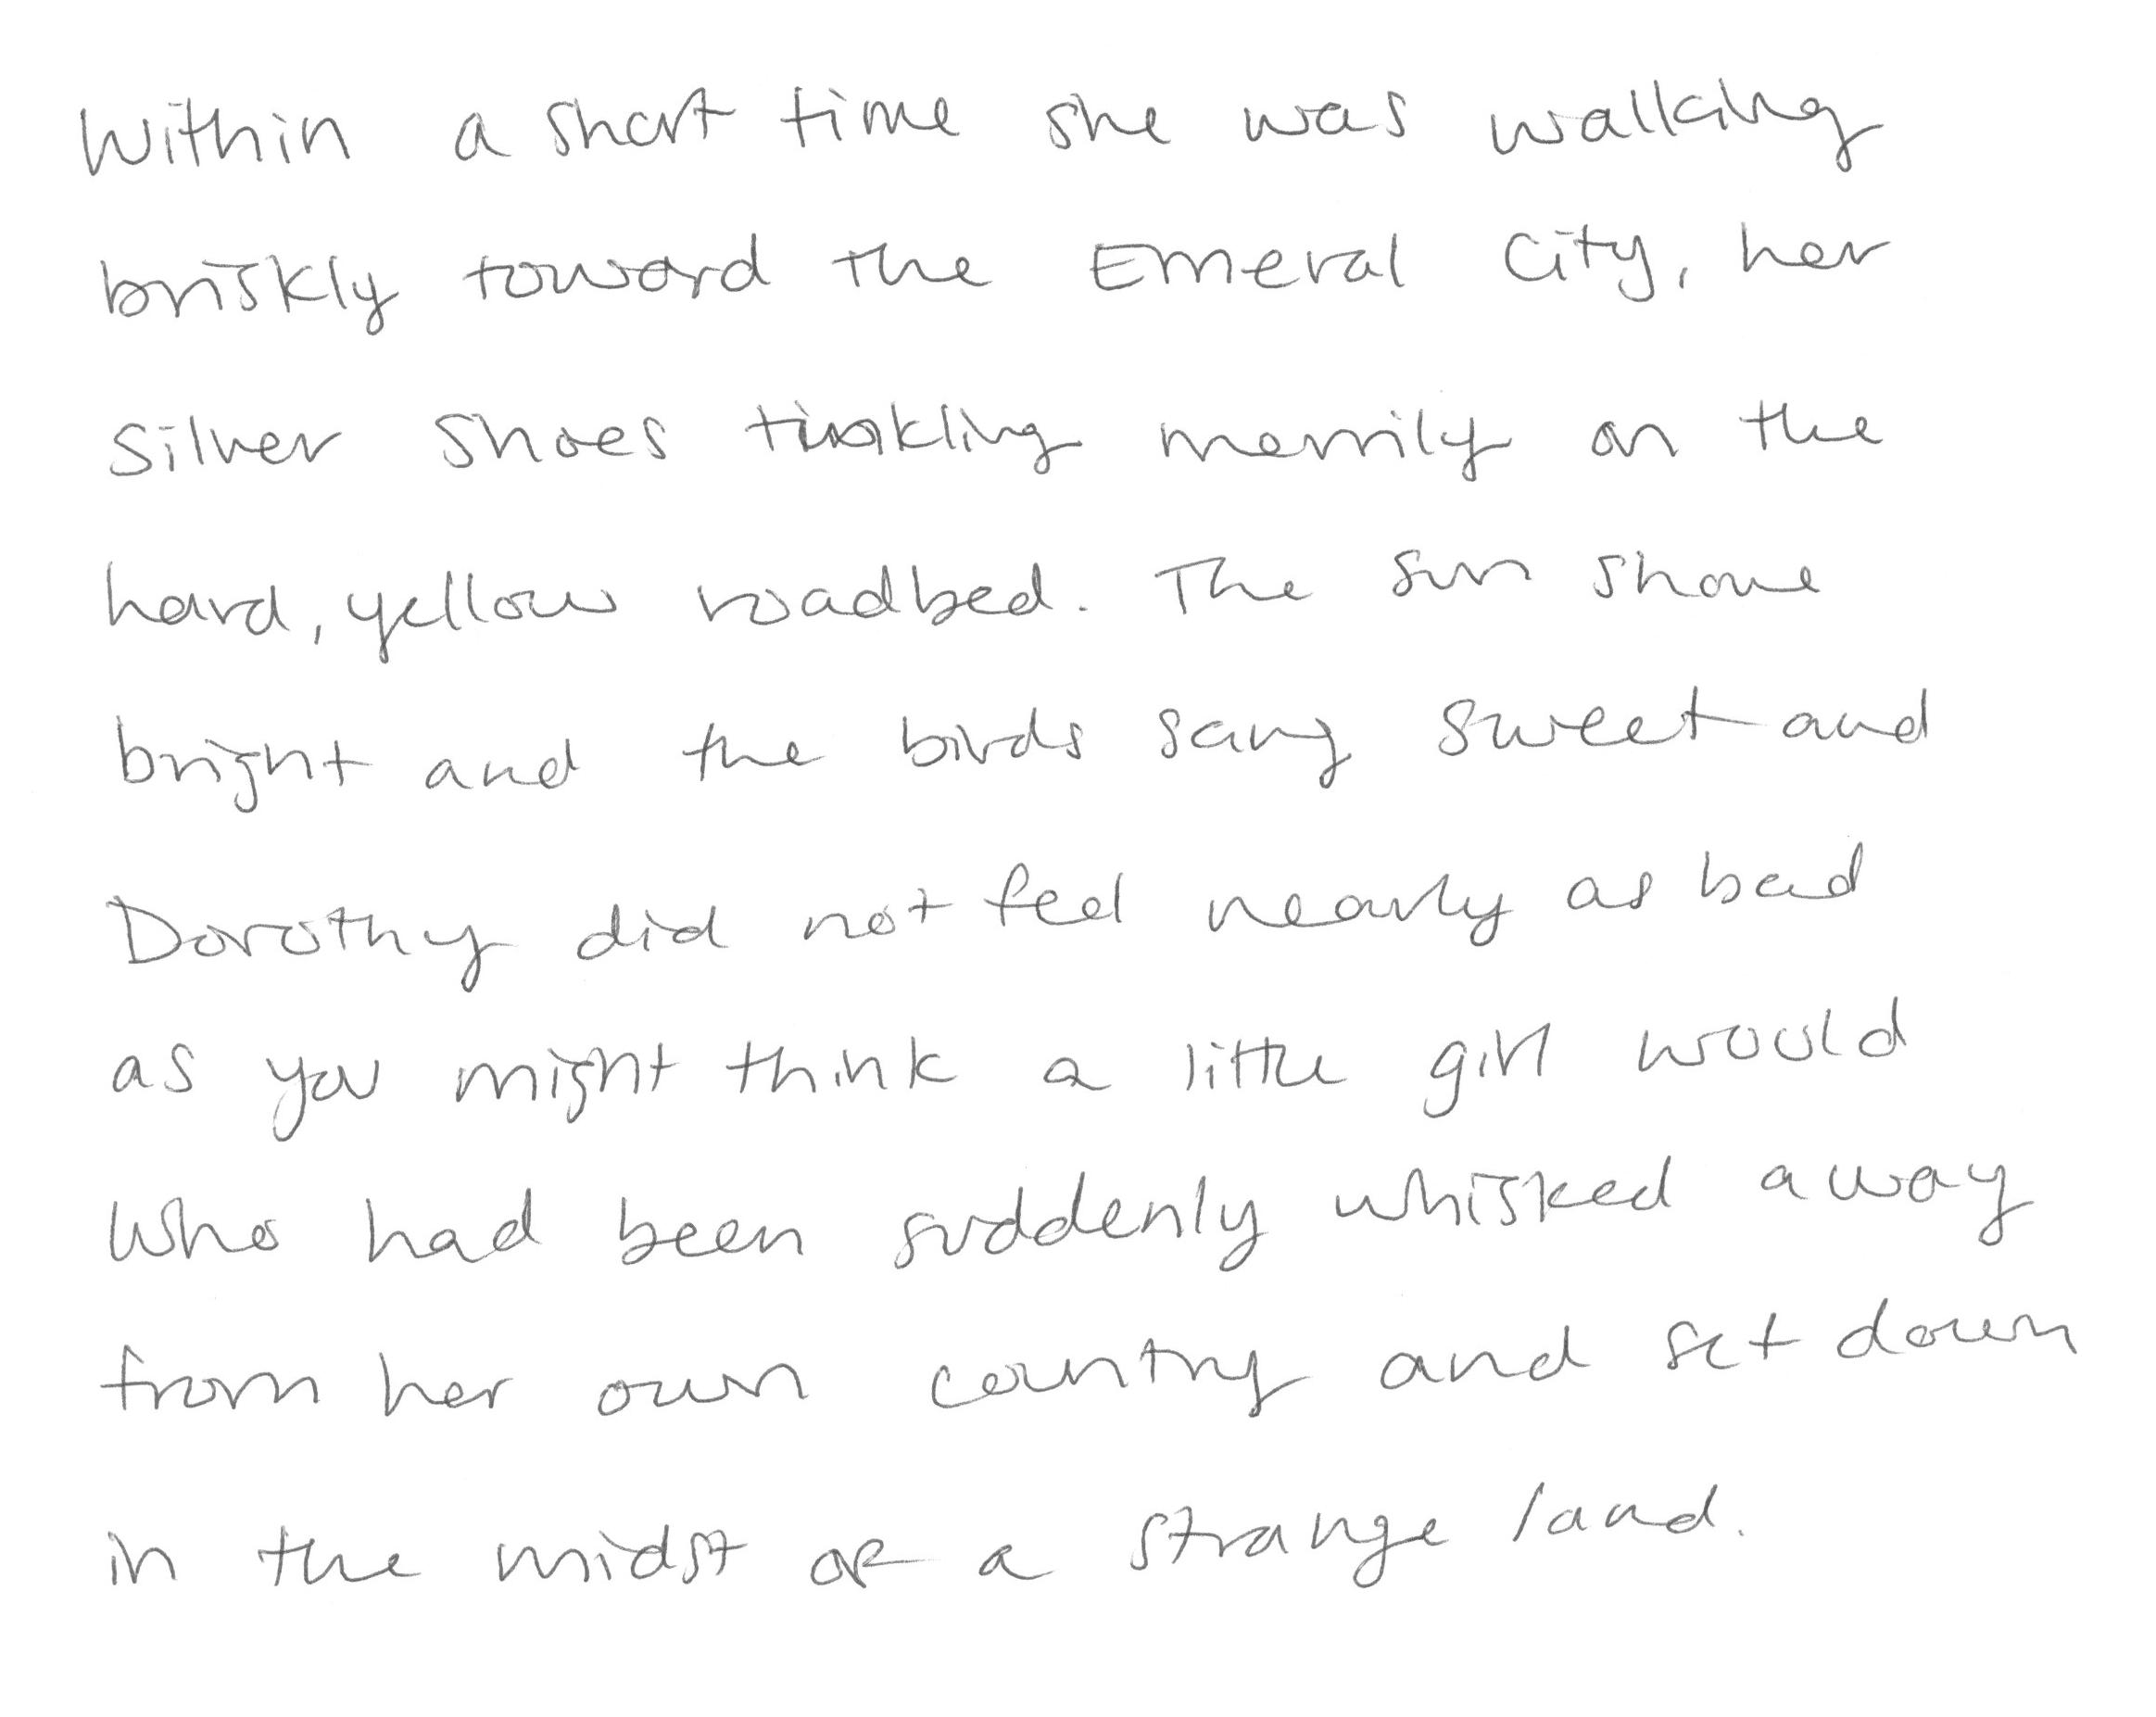 Within a short time she was walking
briskly toward the Emeral City, her
Silver Shoes tinkling merrily on the
hard, yellow roadbed. The sun shone
bright and the birds sang sweet and
Dorothy did not feel nearly as bad
as you might think a little girl would
who had been suddenly whisked away
from her own country and set down
in the midst of a strange land.